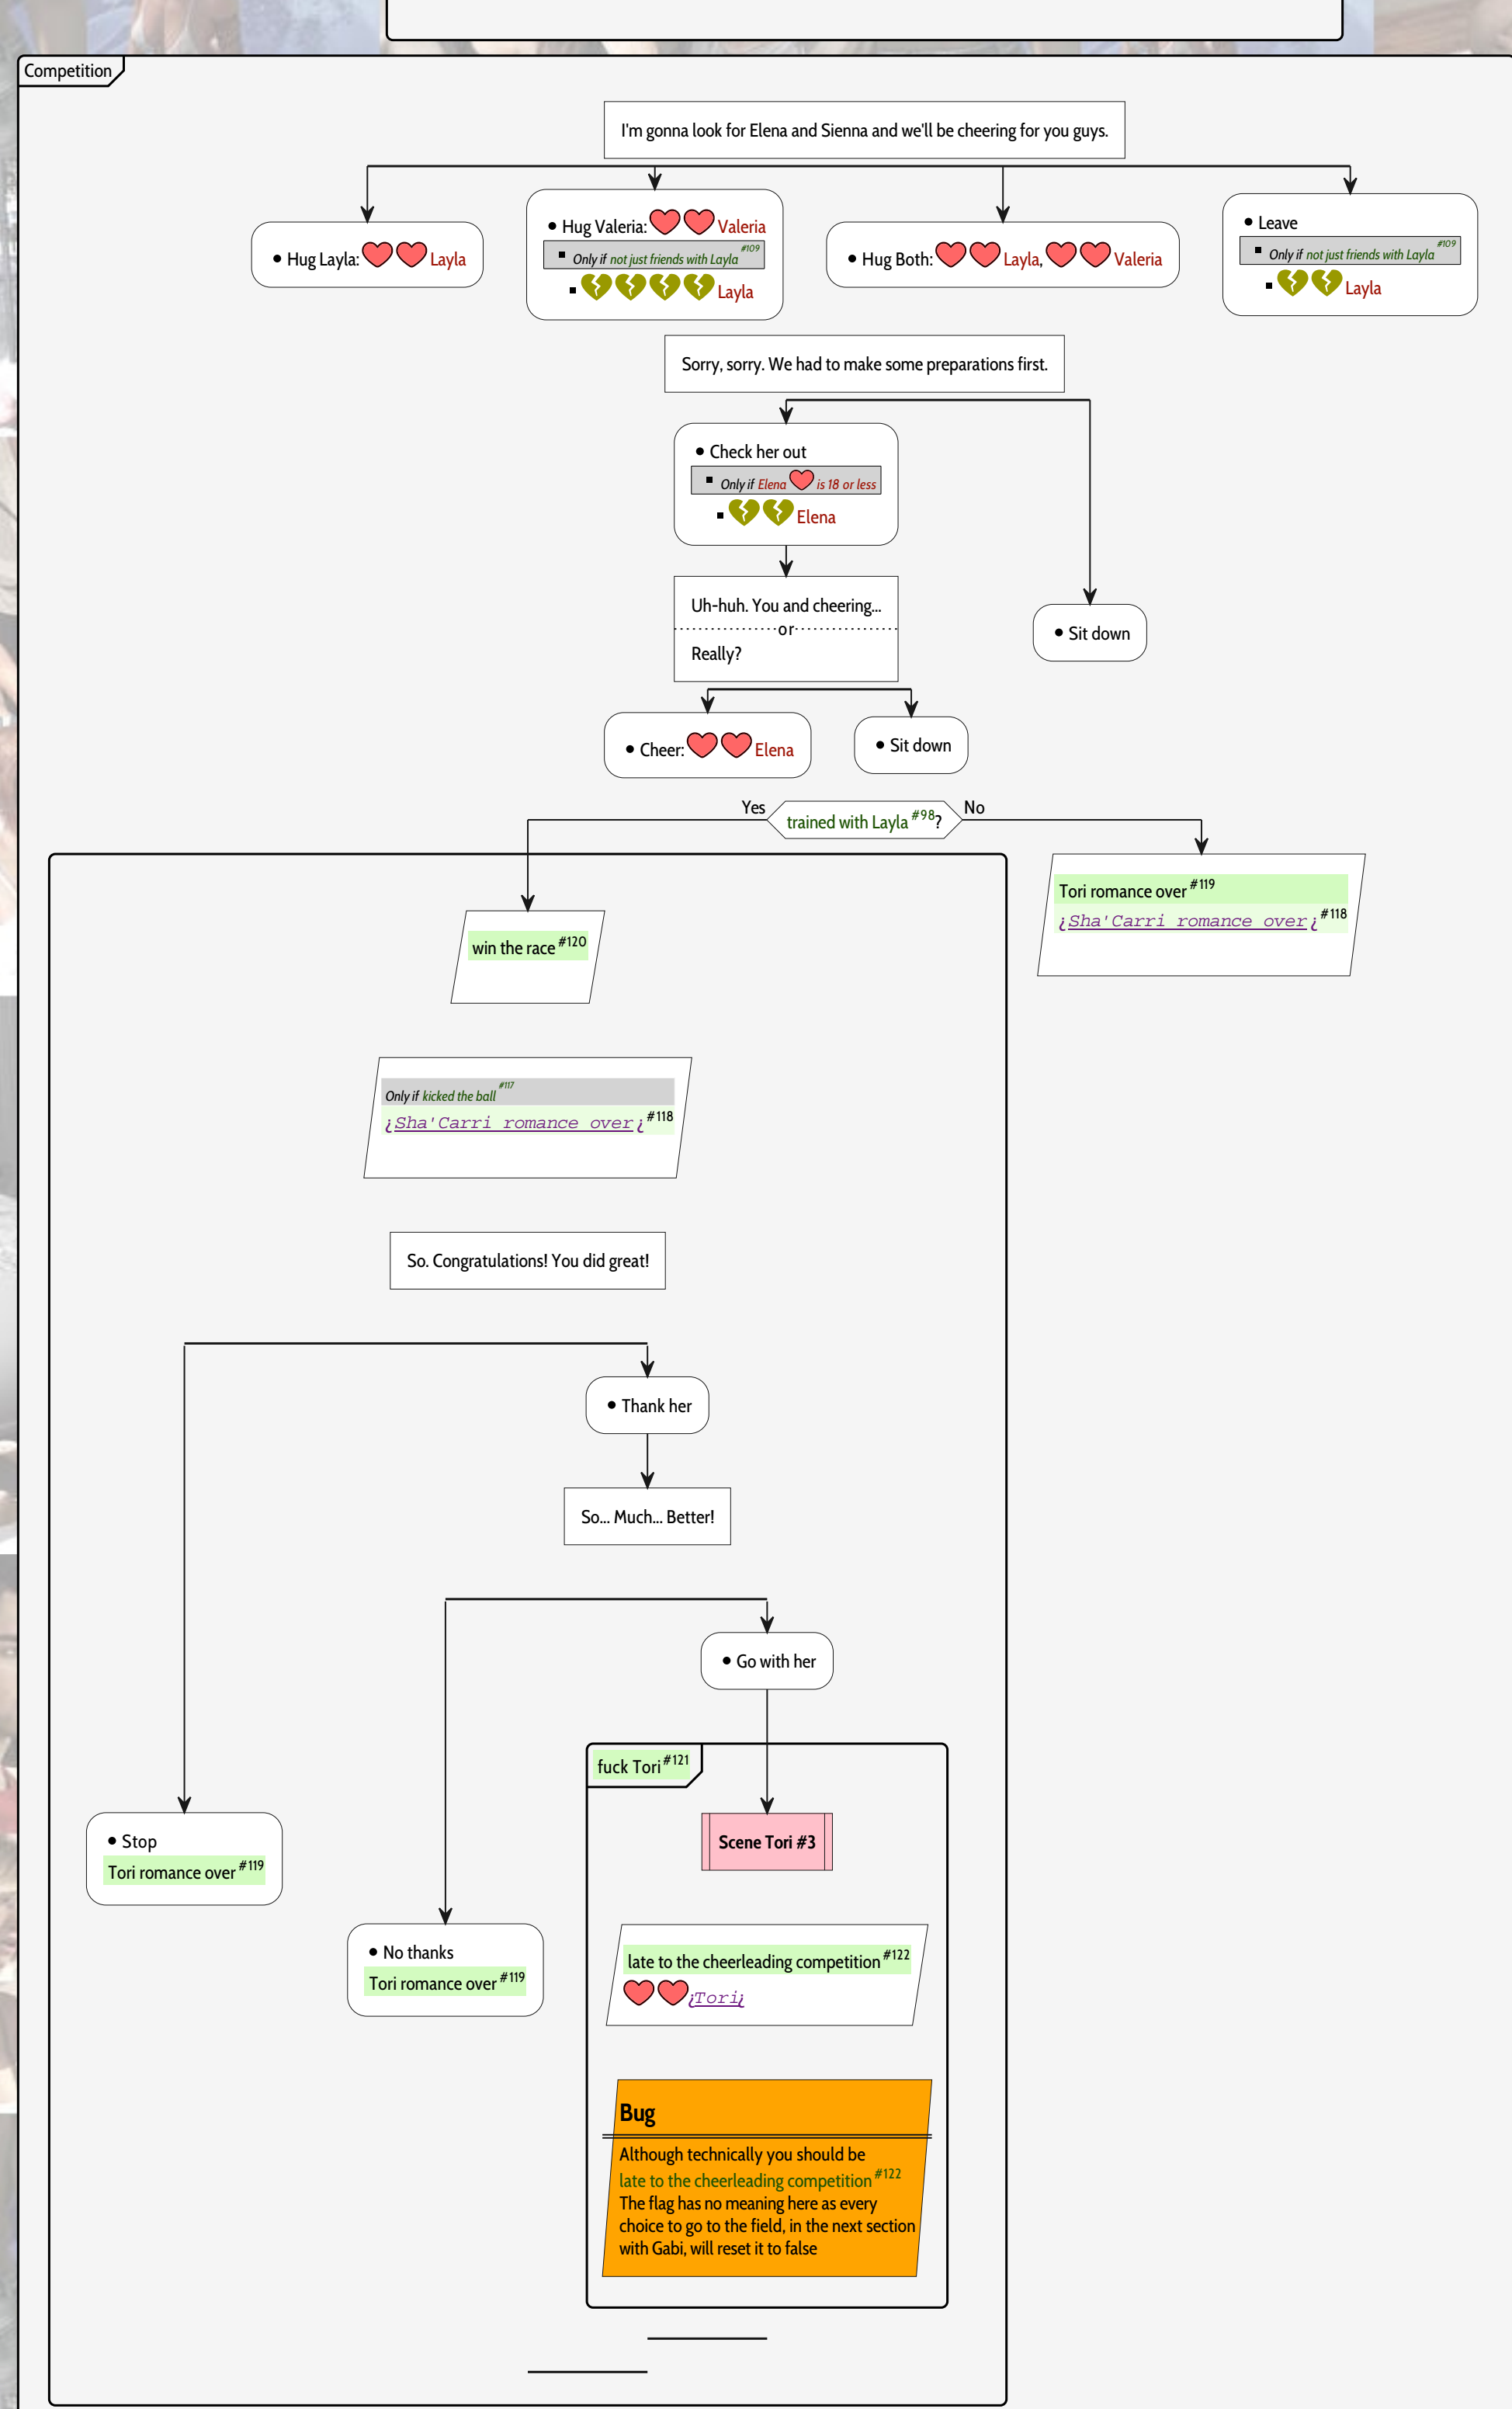 Competition
I'm gonna look for Elena and Sienna and we'll be cheering for you guys.
• Hug Layla: Layla
• Hug Valeria: Valeria
▪ Only if not just friends with Layla #109
▪ Layla
• Hug Both: Layla, Valeria
• Leave
▪ Only if not just friends with Layla #109
▪ Layla
Sorry, sorry. We had to make some preparations first.
• Check her out
▪ Only if Elena is 18 or less
▪ Elena
Uh-huh. You and cheering...
or
Really?
• Sit down
• Cheer: Elena
• Sit down
Yes
trained with Layla #98?
No
Tori romance over #119
¿Sha'Carri romance over¿ #118
win the race #120
Only if kicked the ball #117
¿Sha'Carri romance over¿ #118
So. Congratulations! You did great!
• Thank her
So... Much... Better!
• Go with her
fuck Tori #121
Scene Tori #3
• Stop
Tori romance over #119
• No thanks
Tori romance over #119
late to the cheerleading competition #122
¿Tori¿
Bug
Although technically you should be
late to the cheerleading competition #122
The flag has no meaning here as every
choice to go to the field, in the next section
with Gabi, will reset it to false